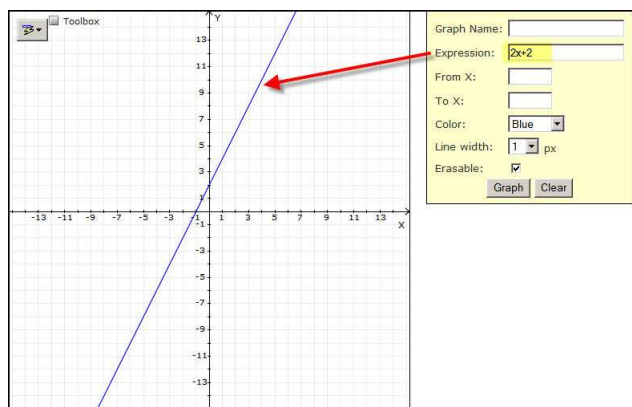 Toolbox
Y
13
11
9
7
5
3
1
-13 -11 -9 -7 -5 -3 -1 1 3 5 7 9 11 13
X
-1
-3
-5
-7
-9
-11
-13
Graph Name:
Expression: 2x+2
From X:
To X:
Color: Blue
Line width: 1 px
Erasable:
Graph Clear